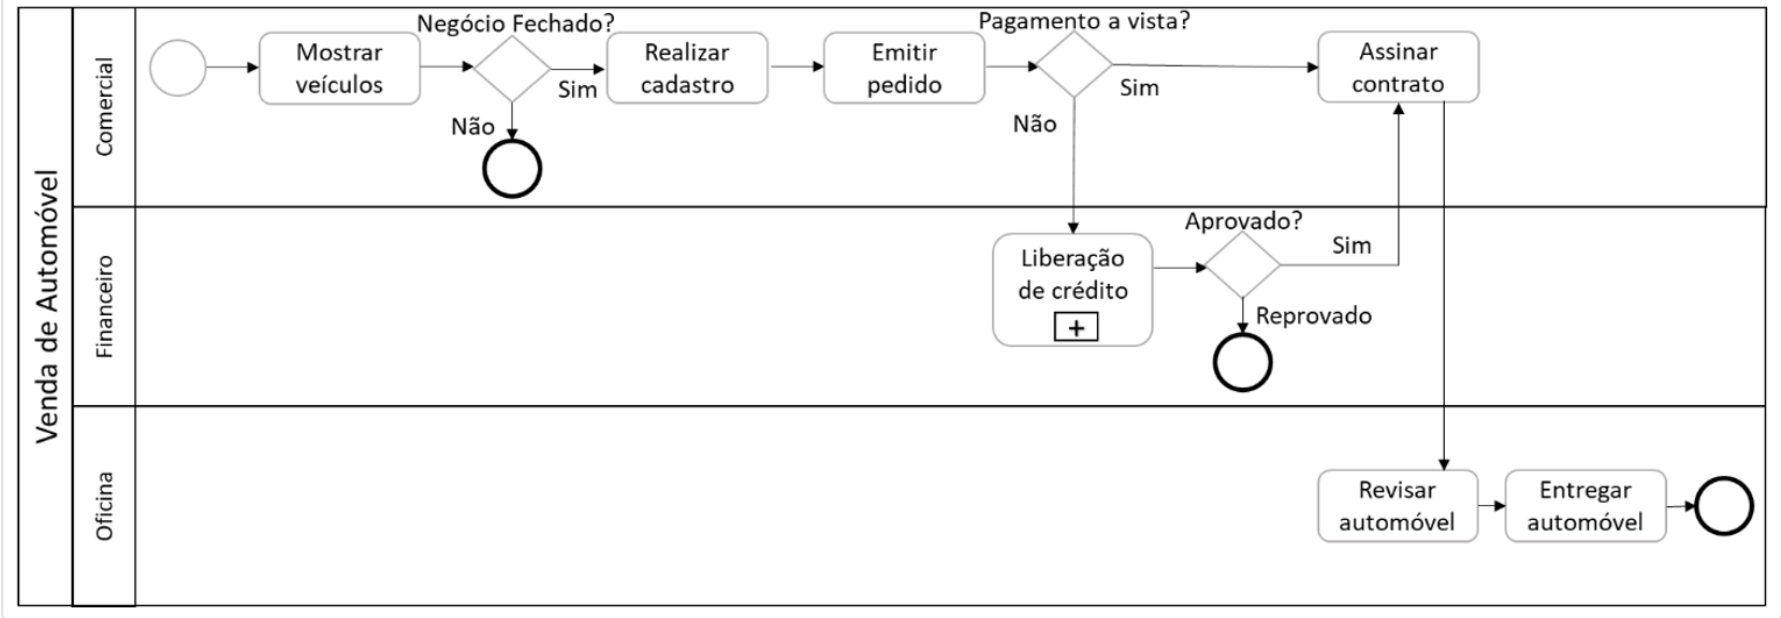 Venda de Automóvel
Comercial
Mostrar
veículos
Negócio Fechado?
Sim
Não
Realizar
cadastro
Emitir
pedido
Pagamento a vista?
Sim
Não
Assinar
contrato
Financeiro
Liberação
de crédito
+
Aprovado?
Sim
Reprovado
Oficina
Revisar
automóvel
Entregar
automóvel